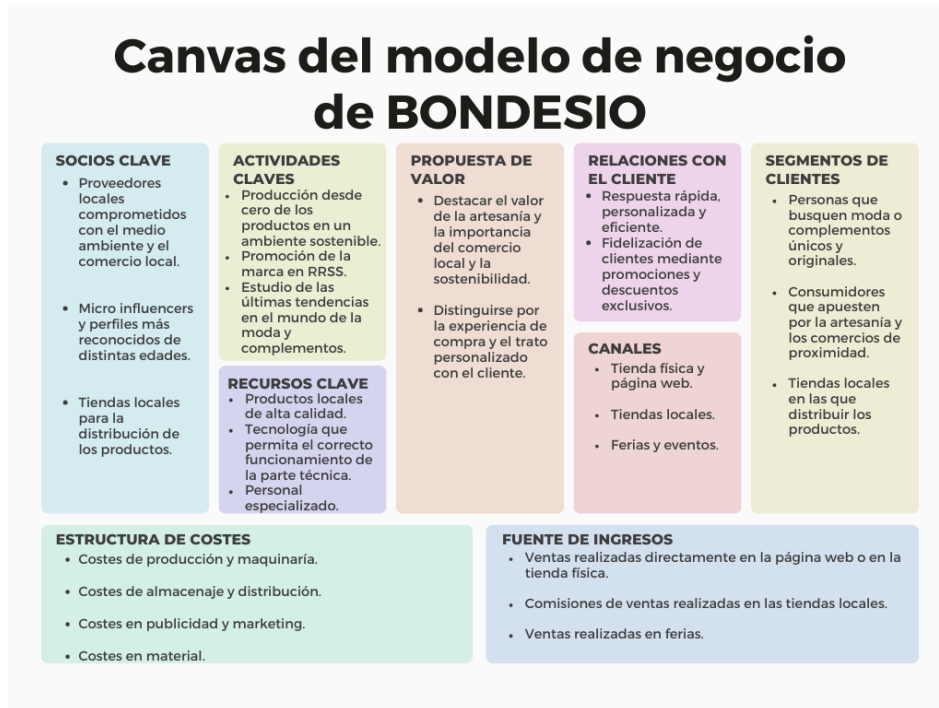 Canvas del modelo de negocio
de BONDESIO
SOCIOS CLAVE
• Proveedores
locales
comprometidos
con el medio
ambiente y el
comercio local.
• Micro influencers
y perfiles más
reconocidos de
distintas edades.
• Tiendas locales
para la
distribución de
los productos.
ACTIVIDADES
CLAVES
• Producción desde
cero de los
productos en un
ambiente sostenible.
• Promoción de la
marca en RRSS.
• Estudio de las
últimas tendencias
en el mundo de la
moda y
complementos.
RECURSOS CLAVE
• Productos locales
de alta calidad.
• Tecnología que
permita el correcto
funcionamiento de
la parte técnica.
• Personal
especializado.
PROPUESTA DE
VALOR
• Destacar el valor
de la artesanía y
la importancia
del comercio
local y la
sostenibilidad.
• Distinguirse por
la experiencia de
compra y el trato
personalizado
con el cliente.
RELACIONES CON
EL CLIENTE
• Respuesta rápida,
personalizada y
eficiente.
• Fidelización de
clientes mediante
promociones y
descuentos
exclusivos.
CANALES
• Tienda física y
página web.
• Tiendas locales.
• Ferias y eventos.
SEGMENTOS DE
CLIENTES
• Personas que
busquen moda o
complementos
únicos y
originales.
• Consumidores
que apuesten
por la artesanía y
los comercios de
proximidad.
• Tiendas locales
en las que
distribuir los
productos.
ESTRUCTURA DE COSTES
• Costes de producción y maquinaría.
• Costes de almacenaje y distribución.
• Costes en publicidad y marketing.
• Costes en material.
FUENTE DE INGRESOS
• Ventas realizadas directamente en la página web o en la
tienda física.
• Comisiones de ventas realizadas en las tiendas locales.
• Ventas realizadas en ferias.